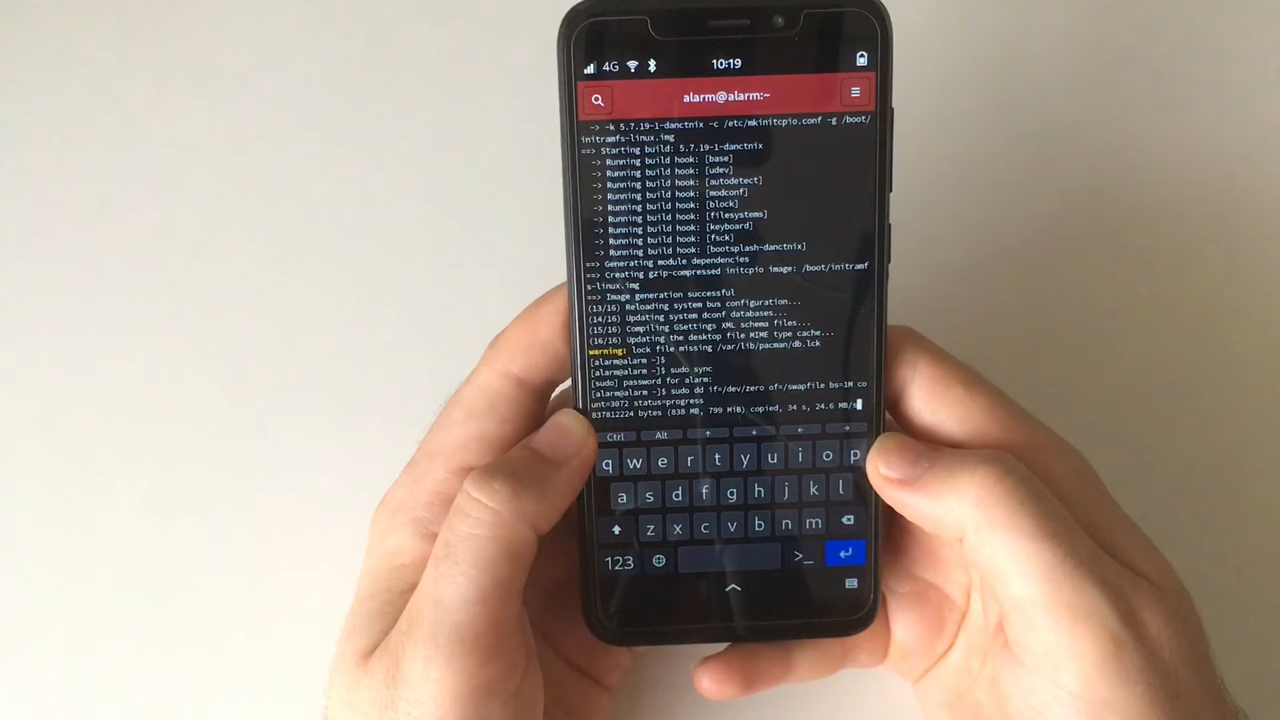 4G 10:19
alarm@alarm:~
-> -k 5.7.19-1-danctnix -c /etc/mkinitcpio.conf -g /boot/
initramfs-linux.img
==> Starting build: 5.7.19-1-danctnix
-> Running build hook: [base]
-> Running build hook: [udev]
-> Running build hook: [autodetect]
-> Running build hook: [modconf]
-> Running build hook: [block]
-> Running build hook: [filesystems]
-> Running build hook: [keyboard]
-> Running build hook: [fsck]
-> Running build hook: [bootsplash-danctnix]
==> Generating module dependencies
==> Creating gzip-compressed initcpio image: /boot/initramf
s-linux.img
==> Image generation successful
(13/16) Reloading system bus configuration...
(14/16) Updating system dconf databases...
(15/16) Compiling GSettings XML schema files...
(16/16) Updating the desktop file MIME type cache...
warning: lock file missing /var/lib/pacman/db.lck
[alarm@alarm ~]$
[alarm@alarm ~]$ sudo sync
[sudo] password for alarm:
[alarm@alarm ~]$ sudo dd if=/dev/zero of=/swapfile bs=1M co
unt=3072 status=progress
837812224 bytes (838 MB, 799 MiB) copied, 34 s, 24.6 MB/s
Ctrl Alt ↑ ↓ ← →
q w e r t y u i o p
a s d f g h j k l
z x c v b n m
123 >_